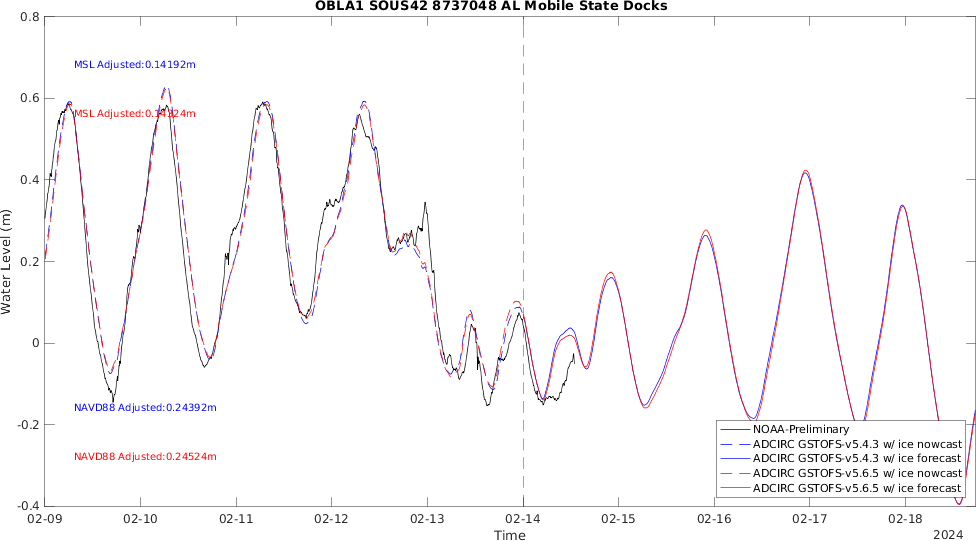 OBLA1 SOUS42 8737048 AL Mobile State Docks
0.8
0.6
0.4
0.2
0
-0.2
-0.4
Water Level (m)
MSL Adjusted:0.14192m
MSL Adjusted:0.14324m
NAVD88 Adjusted:0.24392m
NAVD88 Adjusted:0.24524m
NOAA-Preliminary
ADCIRC GSTOFS-v5.4.3 w/ ice nowcast
ADCIRC GSTOFS-v5.4.3 w/ ice forecast
ADCIRC GSTOFS-v5.6.5 w/ ice nowcast
ADCIRC GSTOFS-v5.6.5 w/ ice forecast
02-09 02-10 02-11 02-12 02-13 02-14 02-15 02-16 02-17 02-18
Time
2024